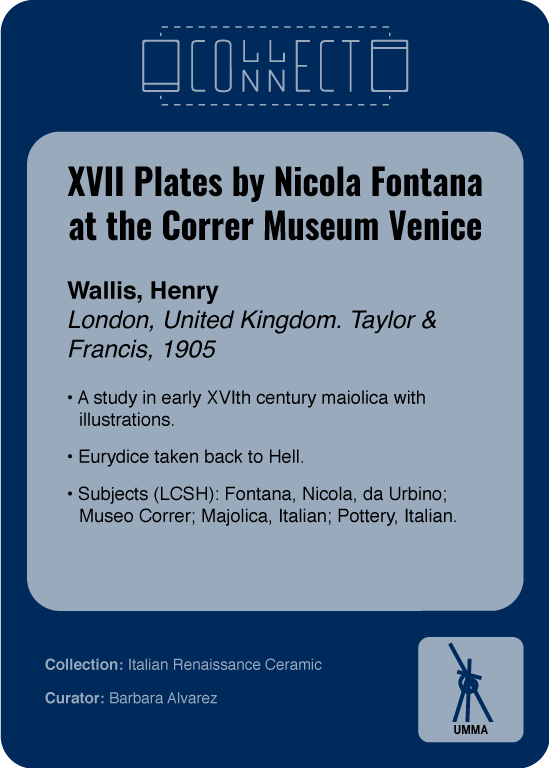 COLLECT
CONNECT
XVII Plates by Nicola Fontana
at the Correr Museum Venice
Wallis, Henry
London, United Kingdom. Taylor &
Francis, 1905
• A study in early XVIth century maiolica with
illustrations.
• Eurydice taken back to Hell.
• Subjects (LCSH): Fontana, Nicola, da Urbino;
Museo Correr; Majolica, Italian; Pottery, Italian.
Collection: Italian Renaissance Ceramic
Curator: Barbara Alvarez
UMMA